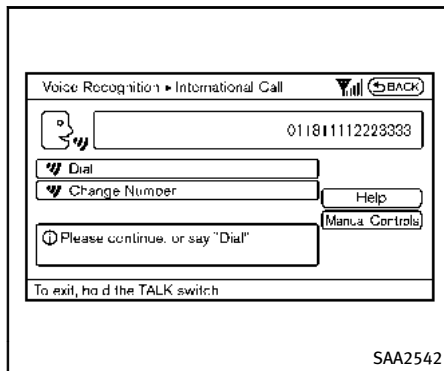 Voice Recognition ▸ International Call
BACK
011811112223333
Dial
Change Number
Help
Manual Controls
Please continue, or say "Dial"
To exit, hold the TALK switch
SAA2542